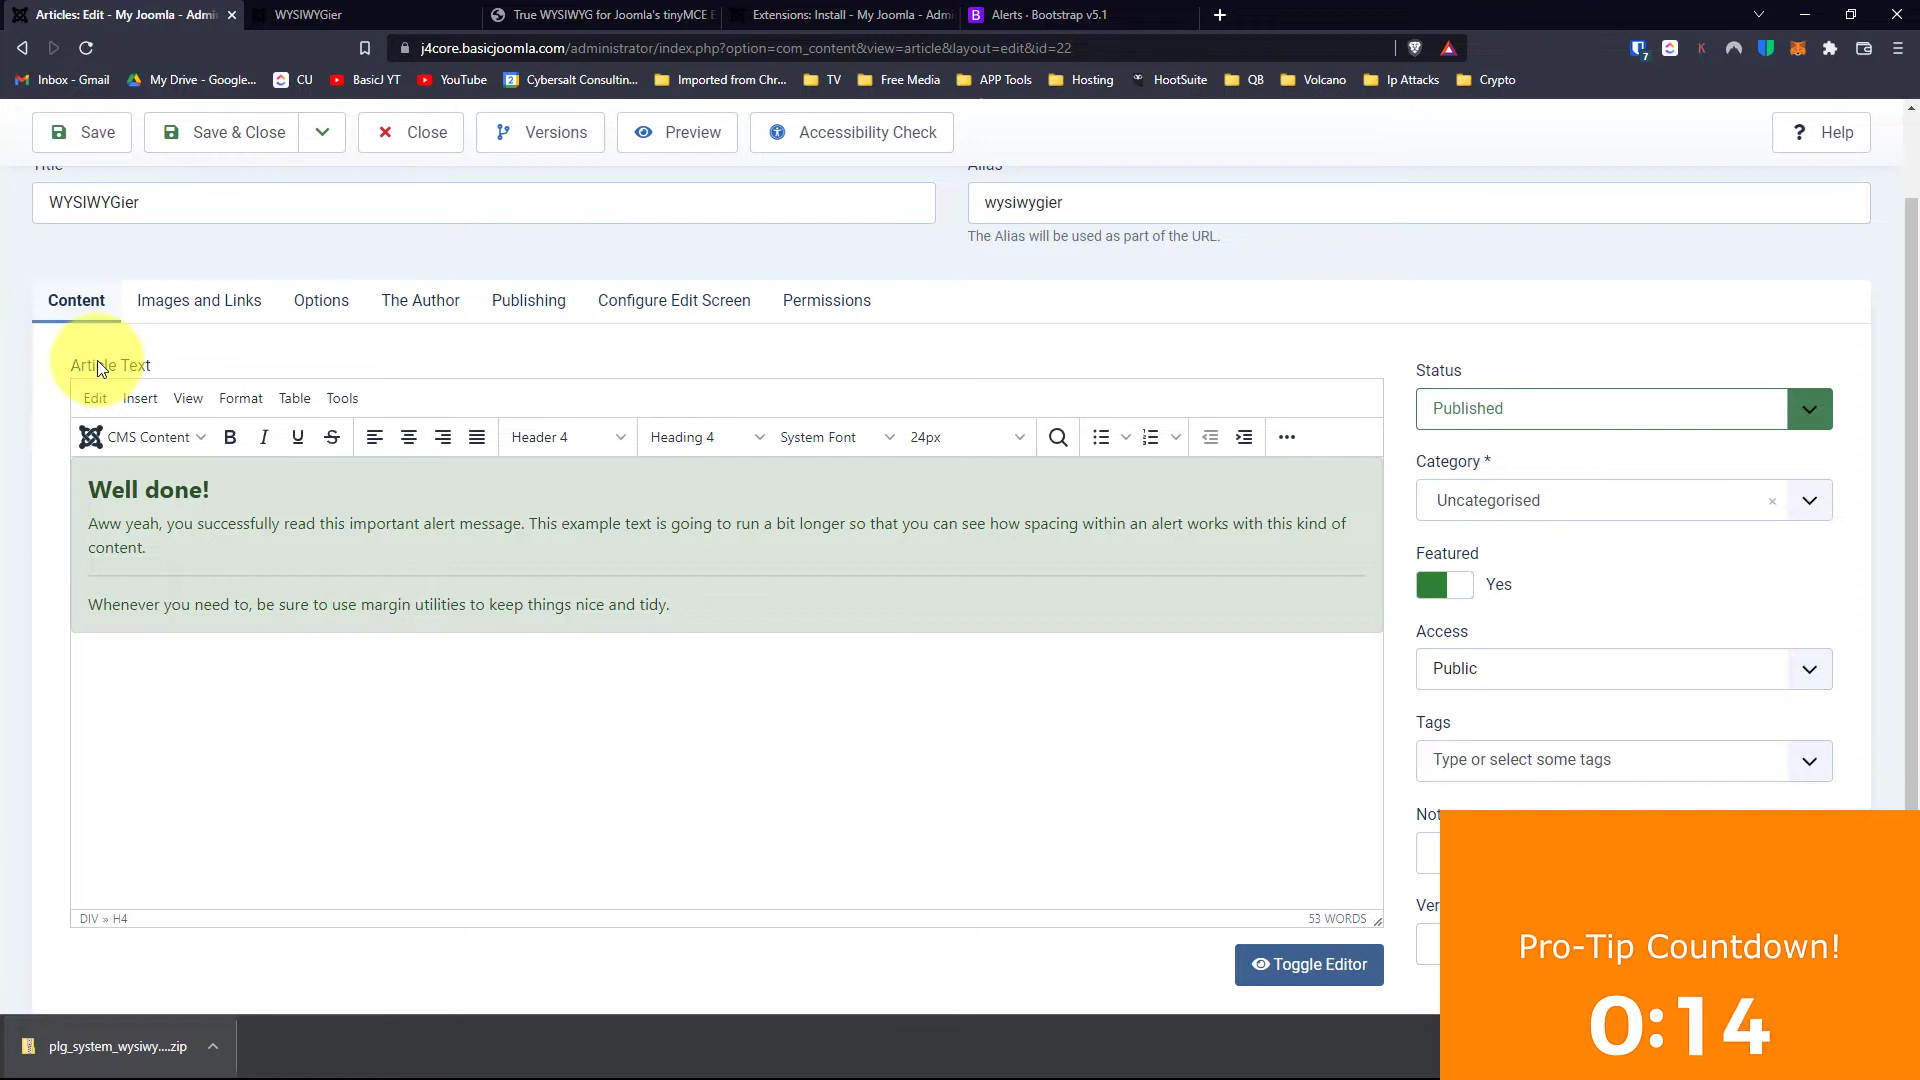 Articles: Edit - My Joomla - Admi
WYSIWYGier
True WYSIWYG for Joomla's tinyMCE E
Extensions: Install - My Joomla - Admi
Alerts · Bootstrap v5.1
j4core.basicjoomla.com/administrator/index.php?option=com_content&view=article&layout=edit&id=22
Inbox - Gmail
My Drive - Google...
CU
BasicJ YT
YouTube
Cybersalt Consultin...
Imported from Chr...
TV
Free Media
APP Tools
Hosting
HootSuite
QB
Volcano
Ip Attacks
Crypto
Save
Save & Close
Close
Versions
Preview
Accessibility Check
Help
Title
Alias
WYSIWYGier
wysiwygier
The Alias will be used as part of the URL.
Content
Images and Links
Options
The Author
Publishing
Configure Edit Screen
Permissions
Article Text
Edit
Insert
View
Format
Table
Tools
CMS Content
B
I
U
S
Header 4
Heading 4
System Font
24px
Well done!
Aww yeah, you successfully read this important alert message. This example text is going to run a bit longer so that you can see how spacing within an alert works with this kind of
content.
Whenever you need to, be sure to use margin utilities to keep things nice and tidy.
DIV » H4
53 WORDS
Toggle Editor
Status
Published
Category *
Uncategorised
Featured
Yes
Access
Public
Tags
Type or select some tags
Not
Ver
plg_system_wysiwy....zip
Pro-Tip Countdown!
0:14